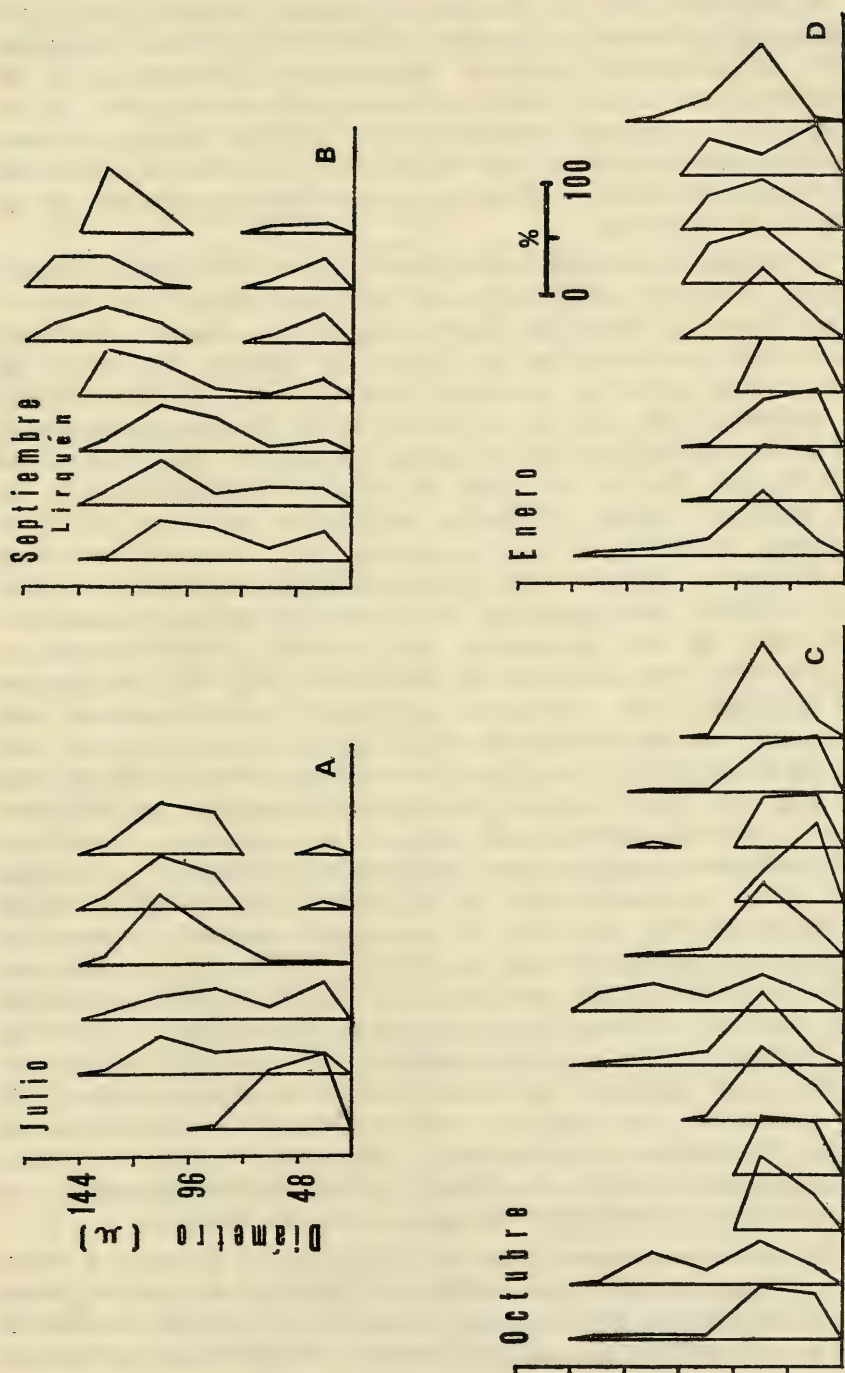 Julio
Diámetro (µ)
144
96
48
A
Septiembre
Lirquén
B
Octubre
C
Enero
%
0 100
D